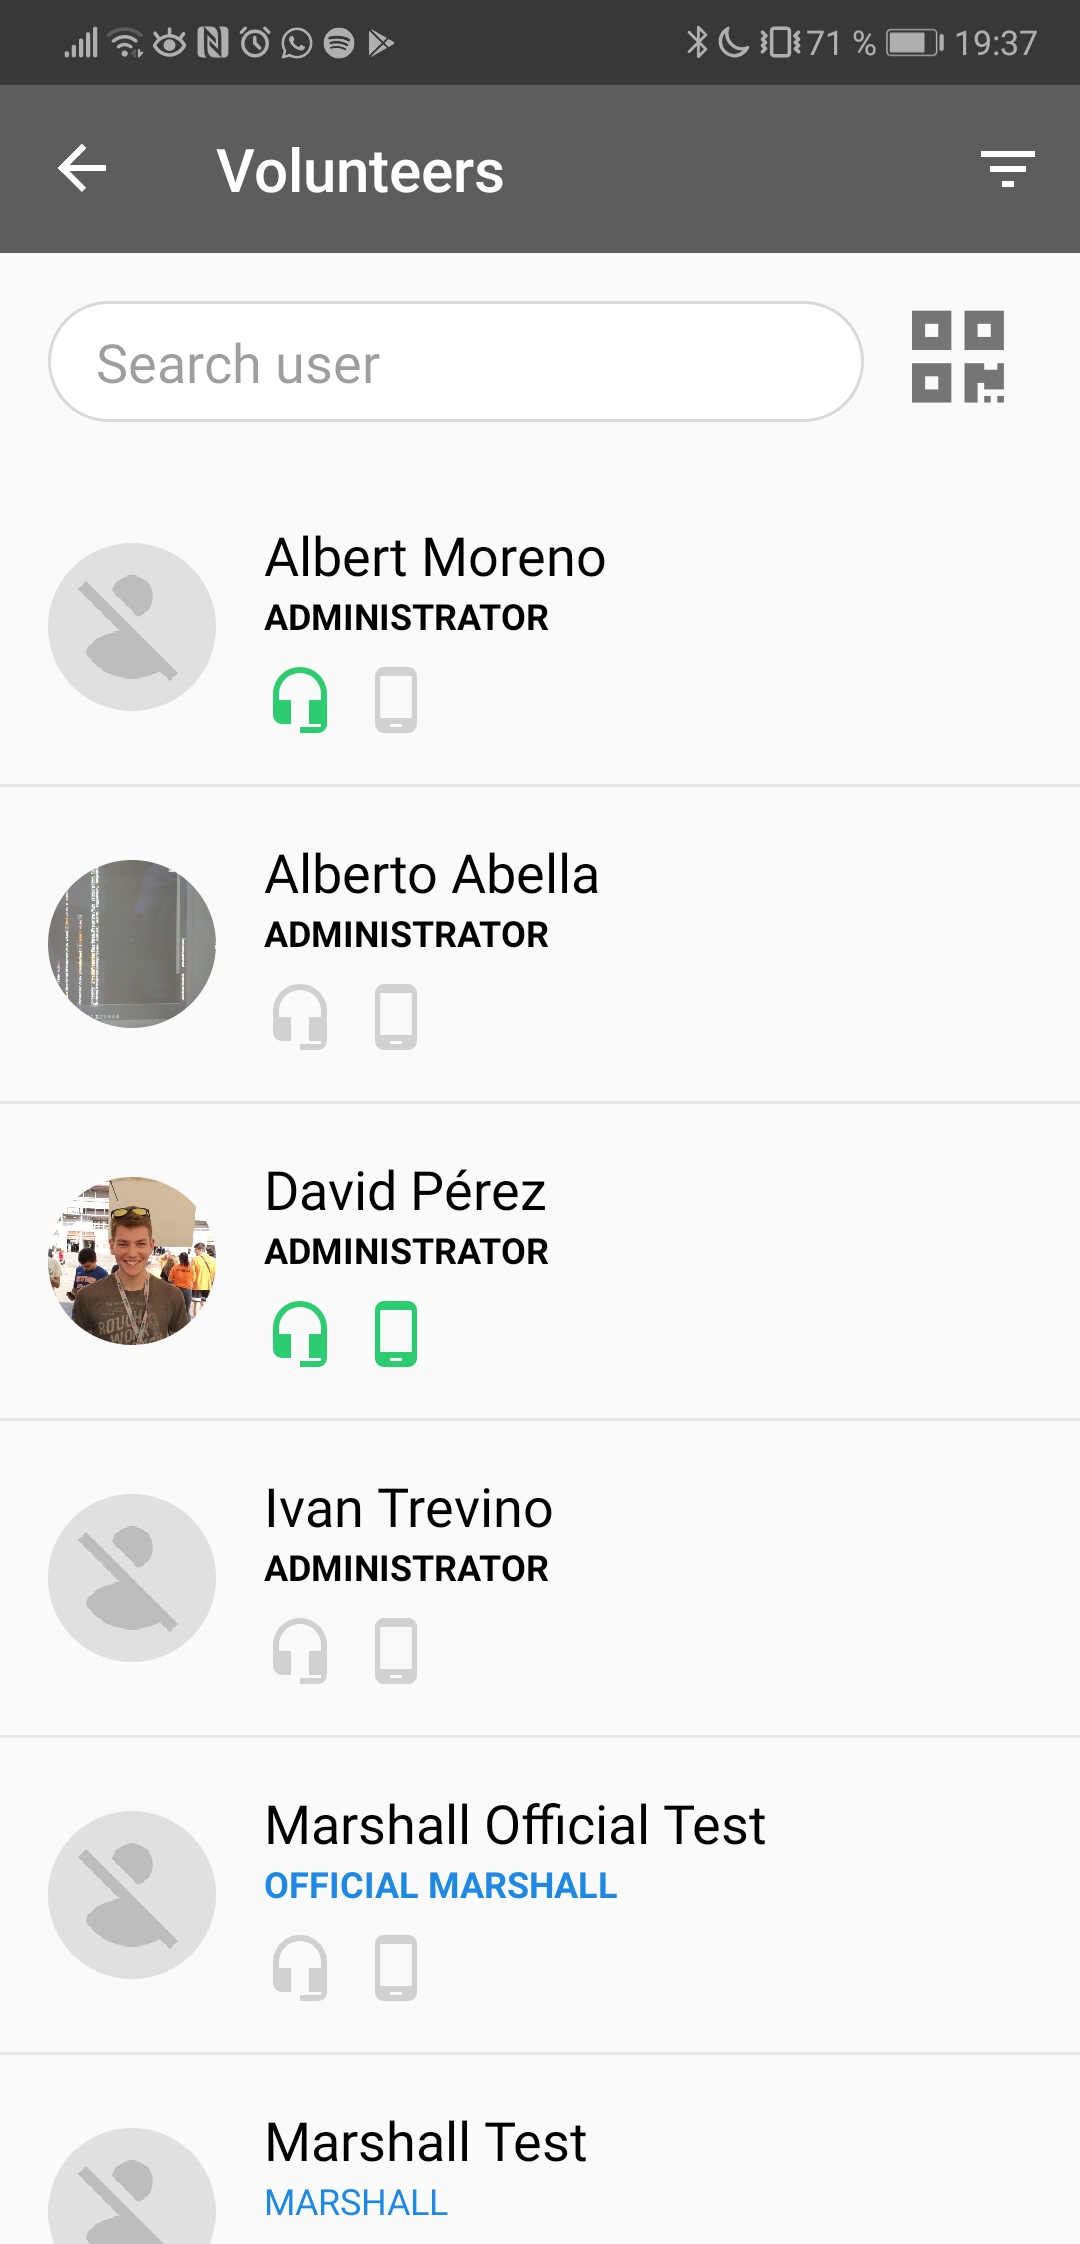 71 % 19:37
Volunteers
Search user
Albert Moreno
ADMINISTRATOR
Alberto Abella
ADMINISTRATOR
David Pérez
ADMINISTRATOR
Ivan Trevino
ADMINISTRATOR
Marshall Official Test
OFFICIAL MARSHALL
Marshall Test
MARSHALL